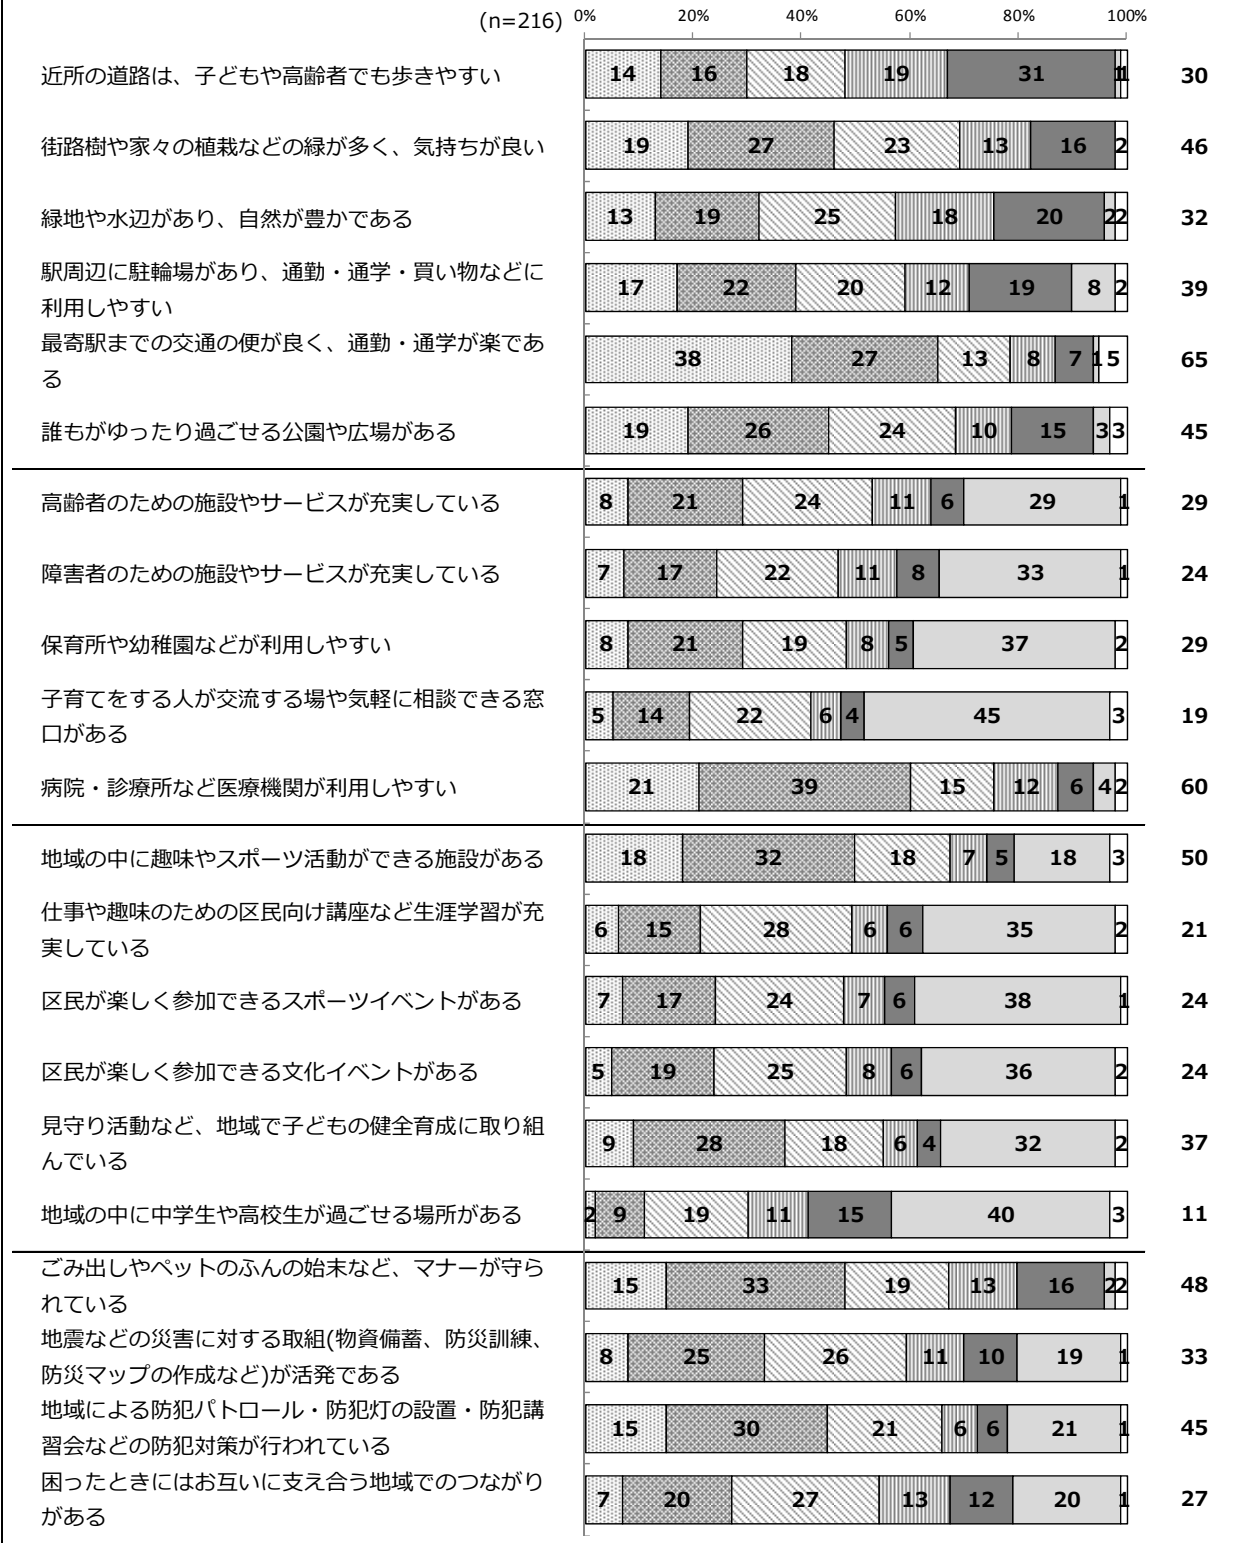 (n=216) 0% 20% 40% 60% 80% 100%
近所の道路は、子どもや高齢者でも歩きやすい 14 16 18 19 31 1 1 30
街路樹や家々の植栽などの緑が多く、気持ちが良い 19 27 23 13 16 2 46
緑地や水辺があり、自然が豊かである 13 19 25 18 20 2 2 32
駅周辺に駐輪場があり、通勤・通学・買い物などに
利用しやすい 17 22 20 12 19 8 2 39
最寄駅までの交通の便が良く、通勤・通学が楽であ
る 38 27 13 8 7 1 5 65
誰もがゆったり過ごせる公園や広場がある 19 26 24 10 15 3 3 45
高齢者のための施設やサービスが充実している 8 21 24 11 6 29 1 29
障害者のための施設やサービスが充実している 7 17 22 11 8 33 1 24
保育所や幼稚園などが利用しやすい 8 21 19 8 5 37 2 29
子育てをする人が交流する場や気軽に相談できる窓
口がある 5 14 22 6 4 45 3 19
病院・診療所など医療機関が利用しやすい 21 39 15 12 6 4 2 60
地域の中に趣味やスポーツ活動ができる施設がある 18 32 18 7 5 18 3 50
仕事や趣味のための区民向け講座など生涯学習が充
実している 6 15 28 6 6 35 2 21
区民が楽しく参加できるスポーツイベントがある 7 17 24 7 6 38 1 24
区民が楽しく参加できる文化イベントがある 5 19 25 8 6 36 2 24
見守り活動など、地域で子どもの健全育成に取り組
んでいる 9 28 18 6 4 32 2 37
地域の中に中学生や高校生が過ごせる場所がある 2 9 19 11 15 40 3 11
ごみ出しやペットのふんの始末など、マナーが守ら
れている 15 33 19 13 16 2 2 48
地震などの災害に対する取組(物資備蓄、防災訓練、
防災マップの作成など)が活発である 8 25 26 11 10 19 1 33
地域による防犯パトロール・防犯灯の設置・防犯講
習会などの防犯対策が行われている 15 30 21 6 6 21 1 45
困ったときにはお互いに支え合う地域でのつながり
がある 7 20 27 13 12 20 1 27